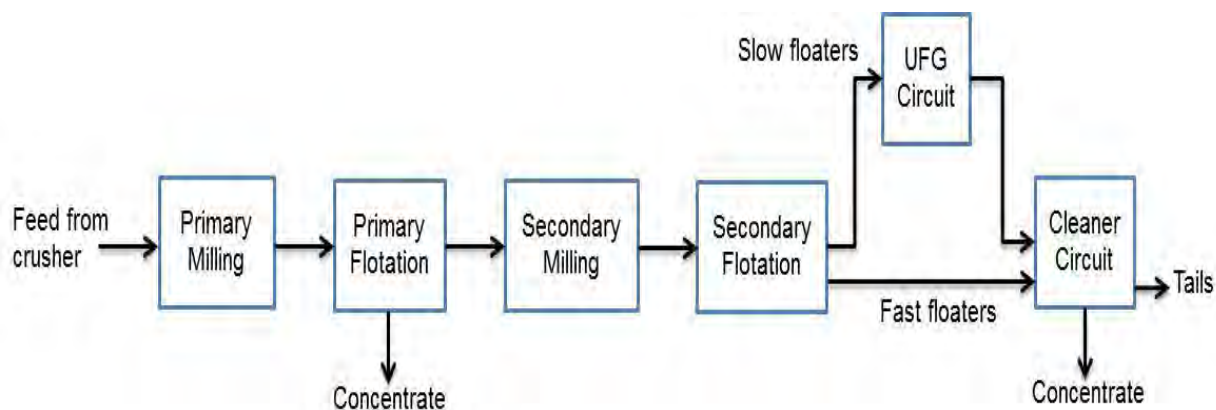 Feed from
crusher
Primary
Milling
Primary
Flotation
Concentrate
Secondary
Milling
Secondary
Flotation
Slow floaters
UFG
Circuit
Fast floaters
Cleaner
Circuit
Tails
Concentrate